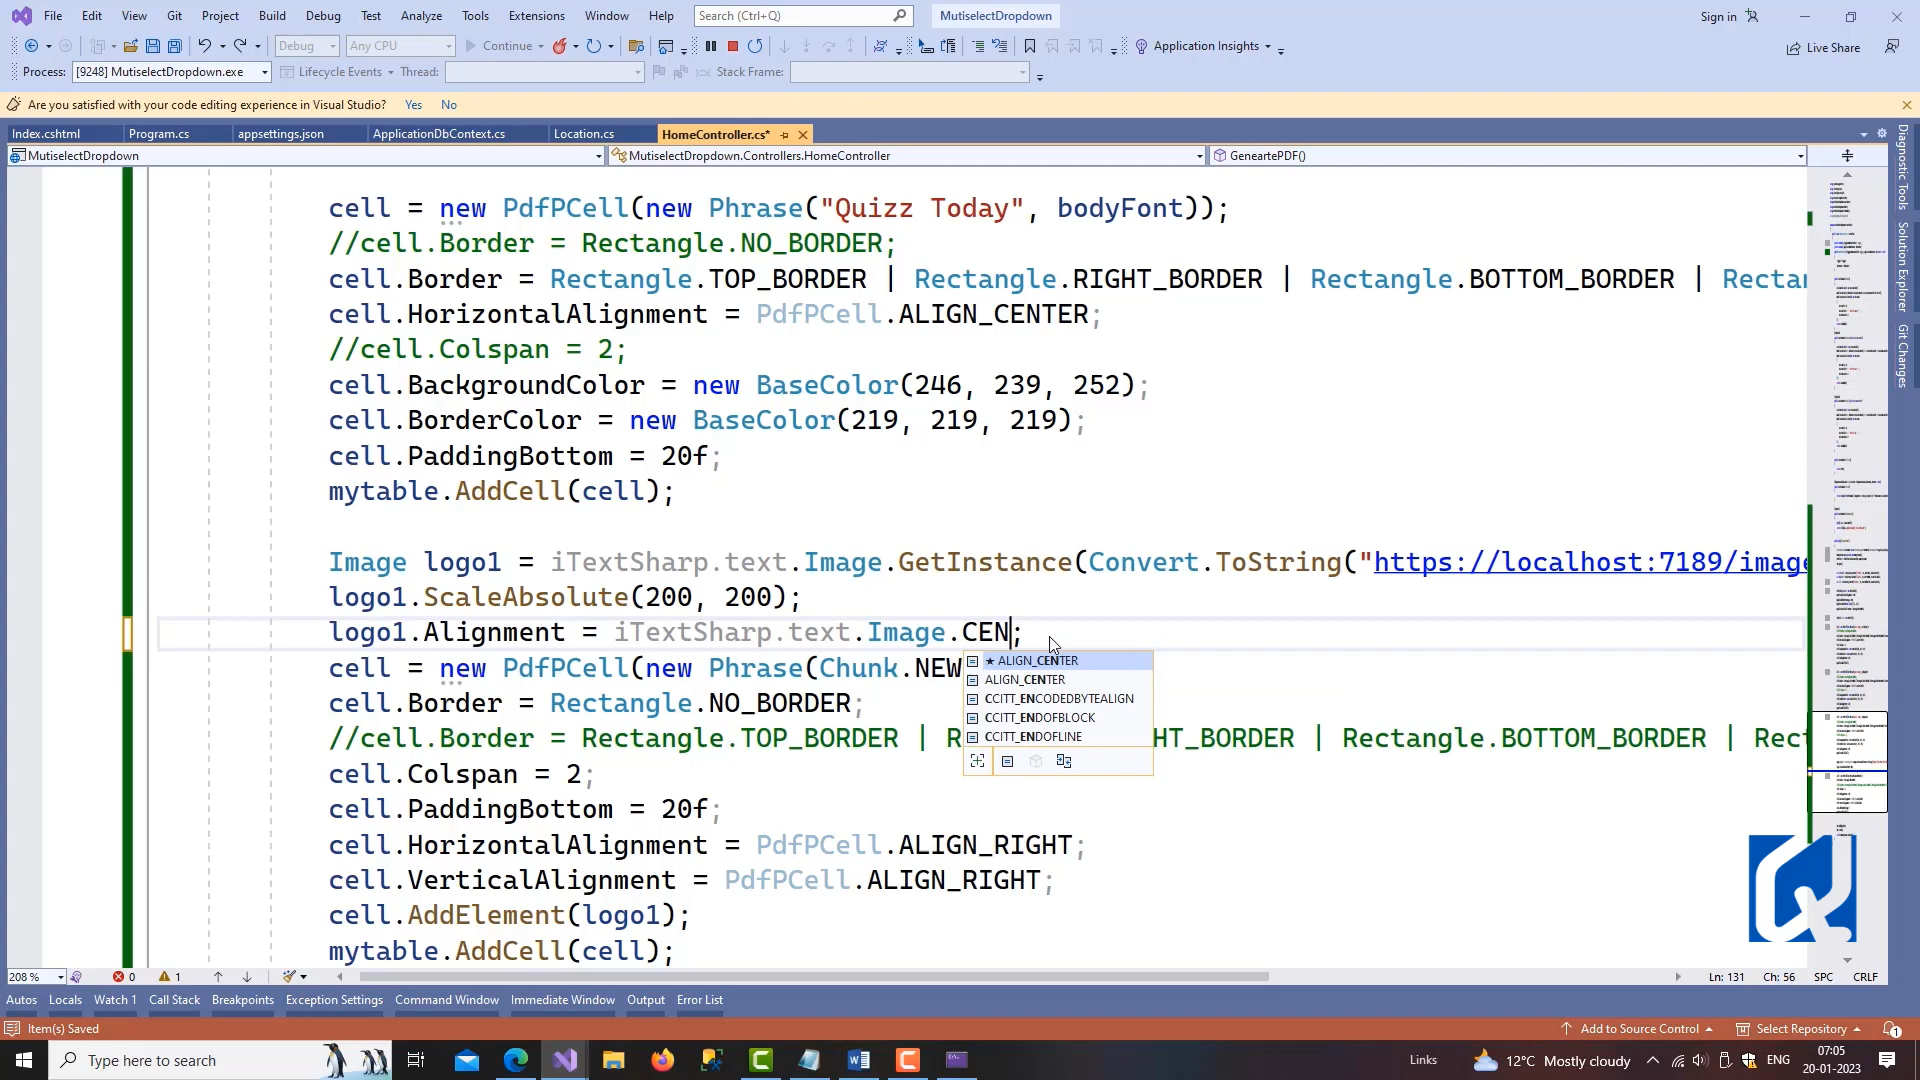 File Edit View Git Project Build Debug Test Analyze Tools Extensions Window Help Search (Ctrl+Q) MutiselectDropdown Sign in
Debug Any CPU Continue Application Insights Live Share
Process: [9248] MutiselectDropdown.exe Lifecycle Events Thread: Stack Frame:
Are you satisfied with your code editing experience in Visual Studio? Yes No
Index.cshtml Program.cs appsettings.json ApplicationDbContext.cs Location.cs HomeController.cs*
MutiselectDropdown MutiselectDropdown.Controllers.HomeController GeneartePDF()
cell = new PdfPCell(new Phrase("Quizz Today", bodyFont));
//cell.Border = Rectangle.NO_BORDER;
cell.Border = Rectangle.TOP_BORDER | Rectangle.RIGHT_BORDER | Rectangle.BOTTOM_BORDER | Rectan
cell.HorizontalAlignment = PdfPCell.ALIGN_CENTER;
//cell.Colspan = 2;
cell.BackgroundColor = new BaseColor(246, 239, 252);
cell.BorderColor = new BaseColor(219, 219, 219);
cell.PaddingBottom = 20f;
mytable.AddCell(cell);
Image logo1 = iTextSharp.text.Image.GetInstance(Convert.ToString("https://localhost:7189/image
logo1.ScaleAbsolute(200, 200);
logo1.Alignment = iTextSharp.text.Image.CEN;
cell = new PdfPCell(new Phrase(Chunk.NEW
cell.Border = Rectangle.NO_BORDER;
//cell.Border = Rectangle.TOP_BORDER | R HT_BORDER | Rectangle.BOTTOM_BORDER | Rect
cell.Colspan = 2;
cell.PaddingBottom = 20f;
cell.HorizontalAlignment = PdfPCell.ALIGN_RIGHT;
cell.VerticalAlignment = PdfPCell.ALIGN_RIGHT;
cell.AddElement(logo1);
mytable.AddCell(cell);
★ ALIGN_CENTER
ALIGN_CENTER
CCITT_ENCODEDBYTEALIGN
CCITT_ENDOFBLOCK
CCITT_ENDOFLINE
Diagnostic Tools
Solution Explorer
Git Changes
208 % 0 1 Ln: 131 Ch: 56 SPC CRLF
Autos Locals Watch 1 Call Stack Breakpoints Exception Settings Command Window Immediate Window Output Error List
Item(s) Saved Add to Source Control Select Repository 1
Type here to search Links 12°C Mostly cloudy ENG 07:05
20-01-2023